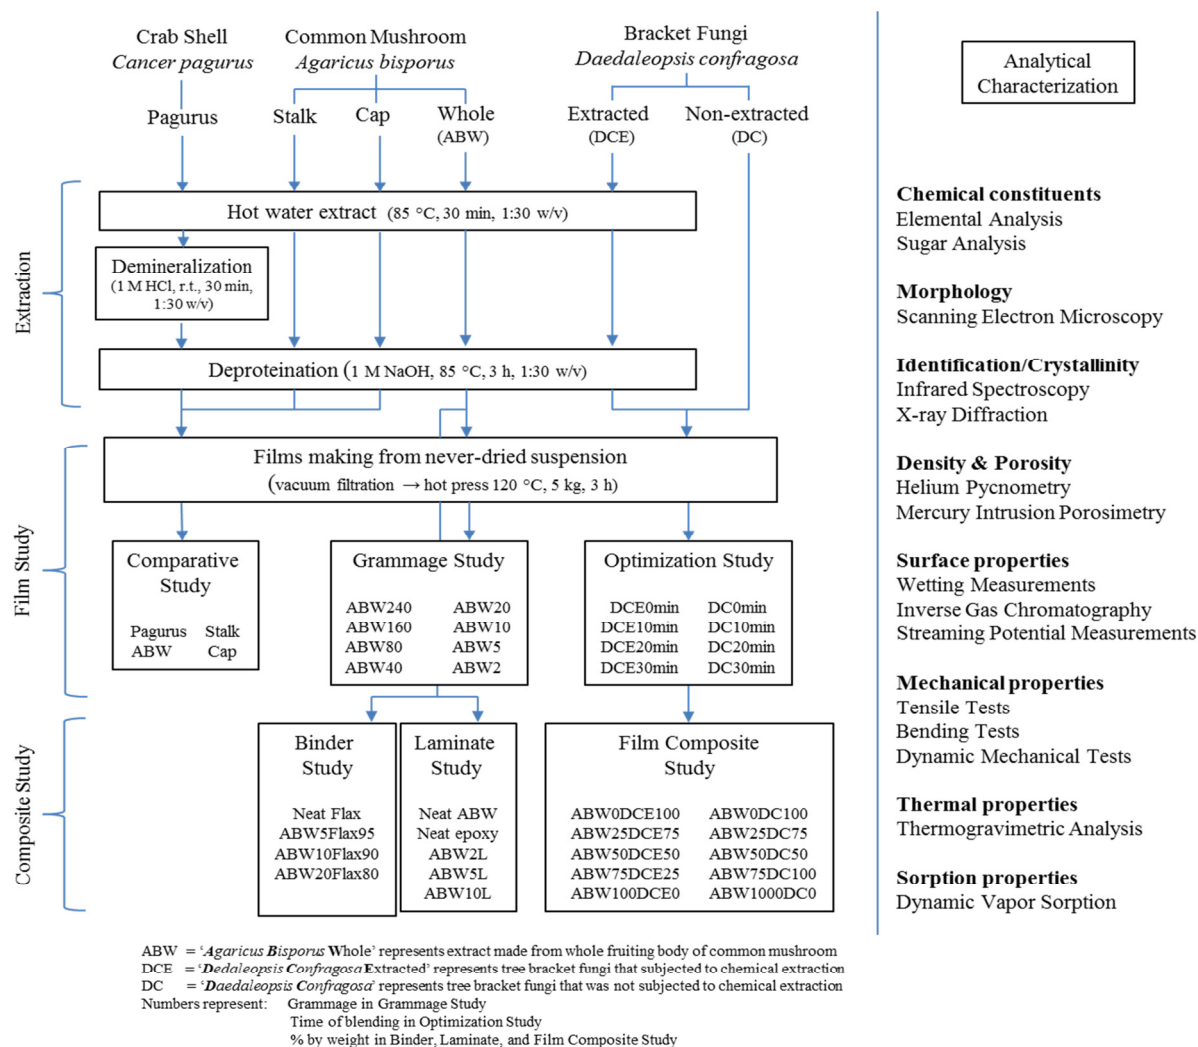 Crab Shell
Cancer pagurus
Common Mushroom
Agaricus bisporus
Bracket Fungi
Daedaleopsis confragosa
Pagurus
Stalk
Cap
Whole
(ABW)
Extracted
(DCE)
Non-extracted
(DC)
Extraction
Hot water extract (85 °C, 30 min, 1:30 w/v)
Demineralization
(1 M HCl, r.t., 30 min,
1:30 w/v)
Deproteination (1 M NaOH, 85 °C, 3 h, 1:30 w/v)
Film Study
Films making from never-dried suspension
(vacuum filtration → hot press 120 °C, 5 kg, 3 h)
Comparative
Study
Pagurus Stalk
ABW Cap
Grammage Study
ABW240 ABW20
ABW160 ABW10
ABW80 ABW5
ABW40 ABW2
Optimization Study
DCE0min DC0min
DCE10min DC10min
DCE20min DC20min
DCE30min DC30min
Composite Study
Binder
Study
Neat Flax
ABW5Flax95
ABW10Flax90
ABW20Flax80
Laminate
Study
Neat ABW
Neat epoxy
ABW2L
ABW5L
ABW10L
Film Composite
Study
ABW0DCE100 ABW0DC100
ABW25DCE75 ABW25DC75
ABW50DCE50 ABW50DC50
ABW75DCE25 ABW75DC100
ABW100DCE0 ABW1000DC0
Analytical
Characterization
Chemical constituents
Elemental Analysis
Sugar Analysis
Morphology
Scanning Electron Microscopy
Identification/Crystallinity
Infrared Spectroscopy
X-ray Diffraction
Density & Porosity
Helium Pycnometry
Mercury Intrusion Porosimetry
Surface properties
Wetting Measurements
Inverse Gas Chromatography
Streaming Potential Measurements
Mechanical properties
Tensile Tests
Bending Tests
Dynamic Mechanical Tests
Thermal properties
Thermogravimetric Analysis
Sorption properties
Dynamic Vapor Sorption
ABW = ‘Agaricus Bisporus Whole’ represents extract made from whole fruiting body of common mushroom
DCE = ‘Dedaleopsis Confragosa Extracted’ represents tree bracket fungi that subjected to chemical extraction
DC = ‘Daedaleopsis Confragosa’ represents tree bracket fungi that was not subjected to chemical extraction
Numbers represent: Grammage in Grammage Study
Time of blending in Optimization Study
% by weight in Binder, Laminate, and Film Composite Study